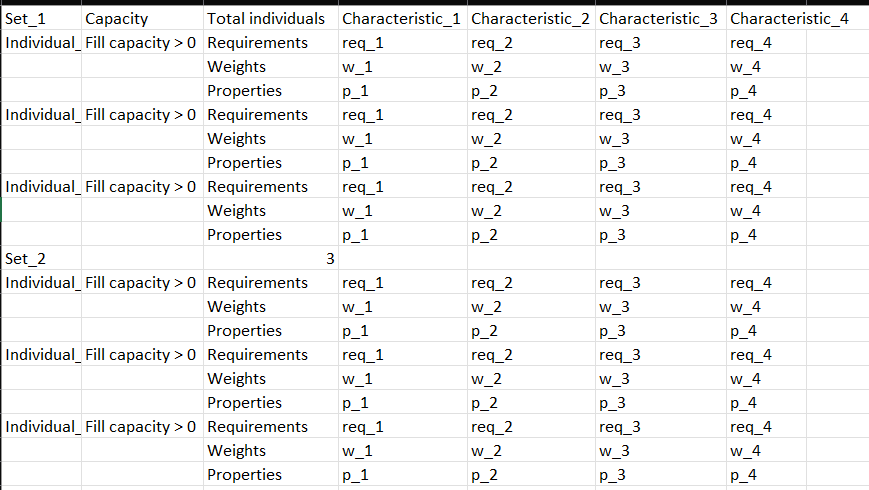 Set_1 Capacity Total individuals Characteristic_1 Characteristic_2 Characteristic_3 Characteristic_4
Individual_ Fill capacity > 0 Requirements req_1 req_2 req_3 req_4
Weights w_1 w_2 w_3 w_4
Properties p_1 p_2 p_3 p_4
Individual_ Fill capacity > 0 Requirements req_1 req_2 req_3 req_4
Weights w_1 w_2 w_3 w_4
Properties p_1 p_2 p_3 p_4
Individual_ Fill capacity > 0 Requirements req_1 req_2 req_3 req_4
Weights w_1 w_2 w_3 w_4
Properties p_1 p_2 p_3 p_4
Set_2 3
Individual_ Fill capacity > 0 Requirements req_1 req_2 req_3 req_4
Weights w_1 w_2 w_3 w_4
Properties p_1 p_2 p_3 p_4
Individual_ Fill capacity > 0 Requirements req_1 req_2 req_3 req_4
Weights w_1 w_2 w_3 w_4
Properties p_1 p_2 p_3 p_4
Individual_ Fill capacity > 0 Requirements req_1 req_2 req_3 req_4
Weights w_1 w_2 w_3 w_4
Properties p_1 p_2 p_3 p_4